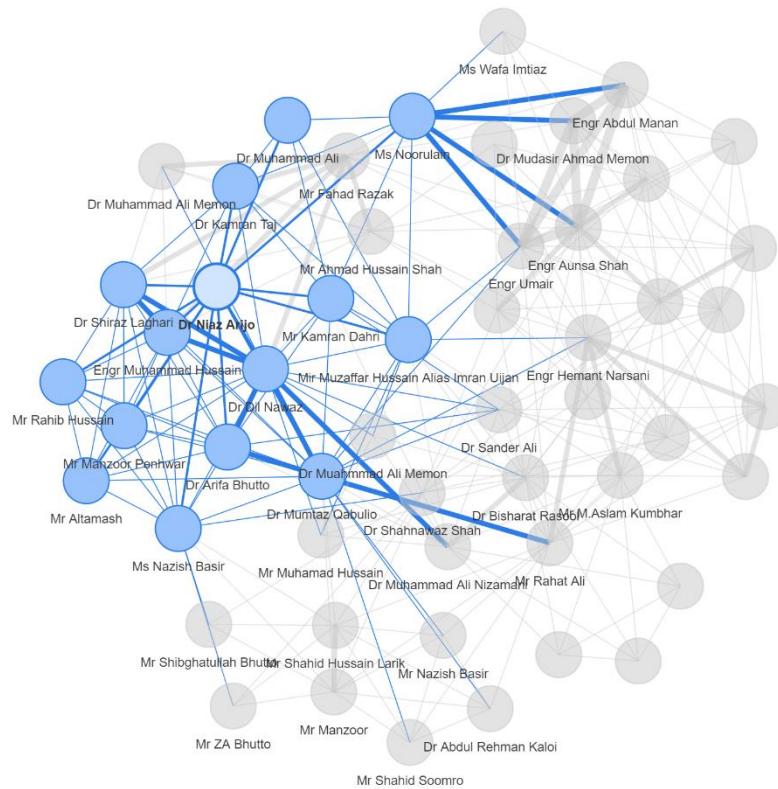 Ms Wafa Imtiaz
Engr Abdul Manan
Dr Muhammad Ali
Ms Noorulain
Dr Mudasir Ahmad Memon
Dr Muhammad Ali Memon
Mr Fahad Razak
Dr Kamran Taj
Engr Aunsa Shah
Mr Ahmad Hussain Shah
Engr Umair
Dr Shiraz Laghari
Dr Niaz Arijo
Mr Kamran Dahri
Engr Muhammad Hussain
Mir Muzaffar Hussain Alias Imran Ujjan
Engr Hemant Narsani
Mr Rahib Hussain
Dr Dil Nawaz
Dr Sander Ali
Mr Manzoor Penhwar
Dr Muahmmad Ali Memon
Dr Arifa Bhutto
Mr Altamash
Dr Mumtaz Qabulio
Dr Bisharat Rasool
Mr M.Aslam Kumbhar
Dr Shahnawaz Shah
Ms Nazish Basir
Mr Muhamad Hussain
Dr Muhammad Ali Nizamani
Mr Rahat Ali
Mr Shibghatullah Bhutto
Mr Shahid Hussain Larik
Mr Nazish Basir
Mr ZA Bhutto
Mr Manzoor
Dr Abdul Rehman Kaloi
Mr Shahid Soomro